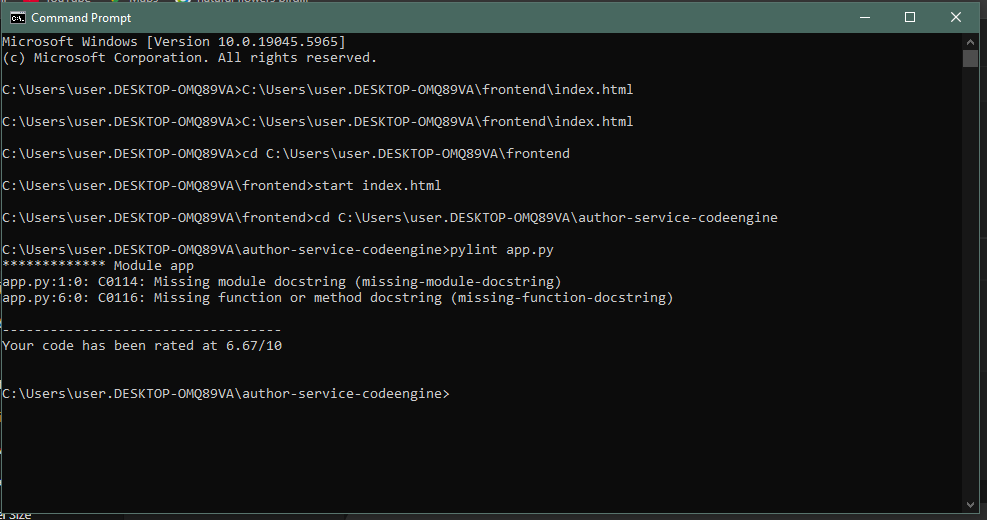 Command Prompt
Microsoft Windows [Version 10.0.19045.5965]
(c) Microsoft Corporation. All rights reserved.
C:\Users\user.DESKTOP-OMQ89VA>C:\Users\user.DESKTOP-OMQ89VA\frontend\index.html
C:\Users\user.DESKTOP-OMQ89VA>C:\Users\user.DESKTOP-OMQ89VA\frontend\index.html
C:\Users\user.DESKTOP-OMQ89VA>cd C:\Users\user.DESKTOP-OMQ89VA\frontend
C:\Users\user.DESKTOP-OMQ89VA\frontend>start index.html
C:\Users\user.DESKTOP-OMQ89VA\frontend>cd C:\Users\user.DESKTOP-OMQ89VA\author-service-codeengine
C:\Users\user.DESKTOP-OMQ89VA\author-service-codeengine>pylint app.py
************* Module app
app.py:1:0: C0114: Missing module docstring (missing-module-docstring)
app.py:6:0: C0116: Missing function or method docstring (missing-function-docstring)
-----------------------------------
Your code has been rated at 6.67/10
C:\Users\user.DESKTOP-OMQ89VA\author-service-codeengine>